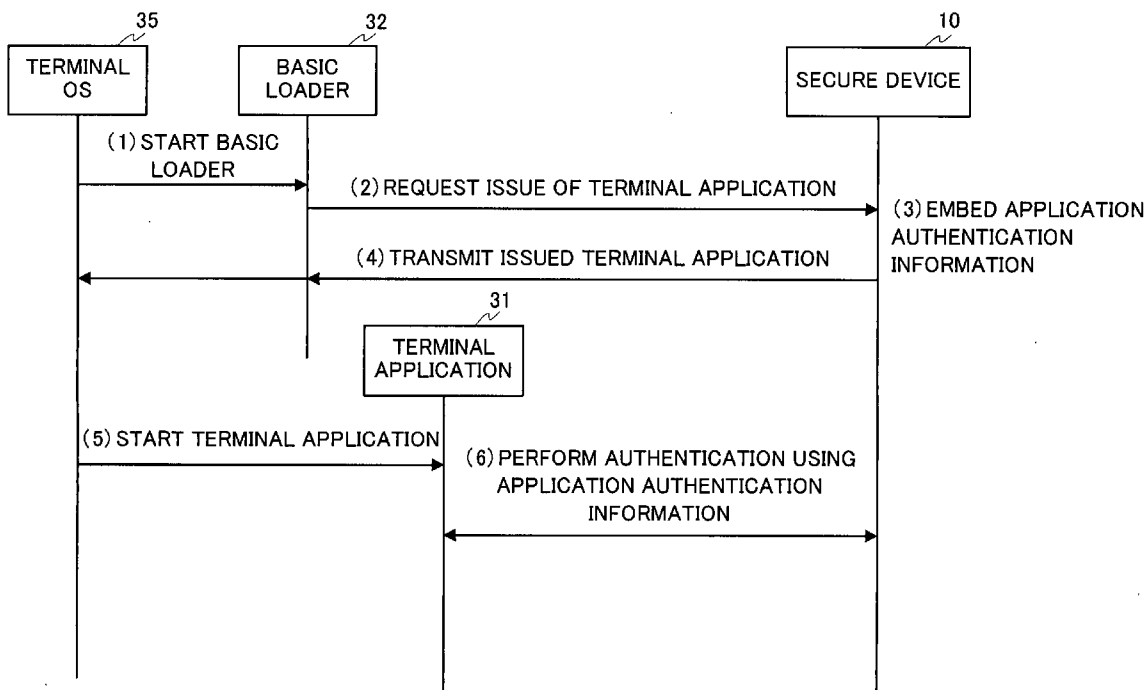 35
32
10
TERMINAL
OS
BASIC
LOADER
SECURE DEVICE
(1) START BASIC
LOADER
(2) REQUEST ISSUE OF TERMINAL APPLICATION
(3) EMBED APPLICATION
AUTHENTICATION
INFORMATION
(4) TRANSMIT ISSUED TERMINAL APPLICATION
31
TERMINAL
APPLICATION
(5) START TERMINAL APPLICATION
(6) PERFORM AUTHENTICATION USING
APPLICATION AUTHENTICATION
INFORMATION